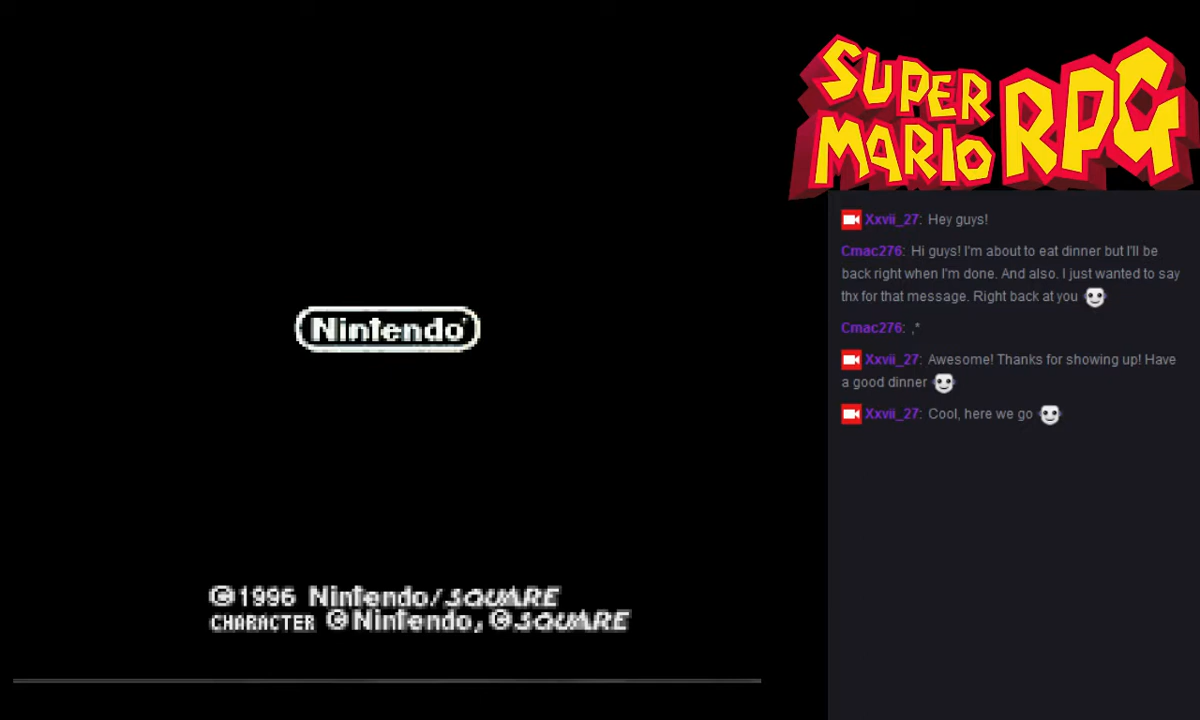 SUPER
MARIO RPG
Nintendo
©1996 Nintendo/SQUARE
CHARACTER ©Nintendo, ©SQUARE
Xxvii_27: Hey guys!
Cmac276: Hi guys! I'm about to eat dinner but I'll be
back right when I'm done. And also. I just wanted to say
thx for that message. Right back at you
Cmac276: ,*
Xxvii_27: Awesome! Thanks for showing up! Have
a good dinner
Xxvii_27: Cool, here we go